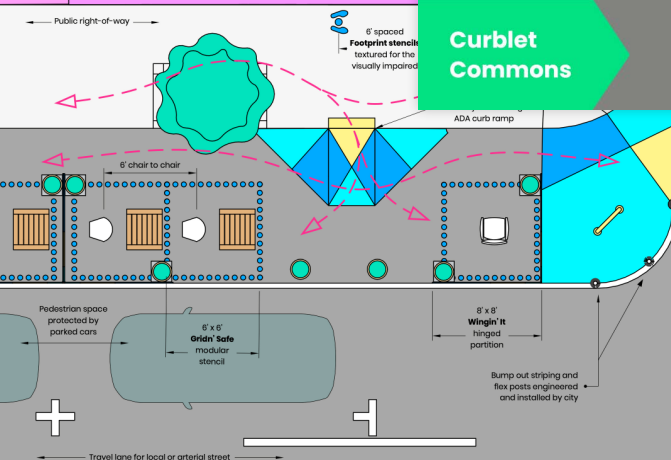 Curblet
Commons
Public right-of-way
6' spaced
Footprint stencils
textured for the
visually impaired
ADA curb ramp
6' chair to chair
Pedestrian space
protected by
parked cars
6' x 6'
Gridn' Safe
modular
stencil
8' x 8'
Wingin' It
hinged
partition
Bump out striping and
flex posts engineered
and installed by city
Travel lane for local or arterial street